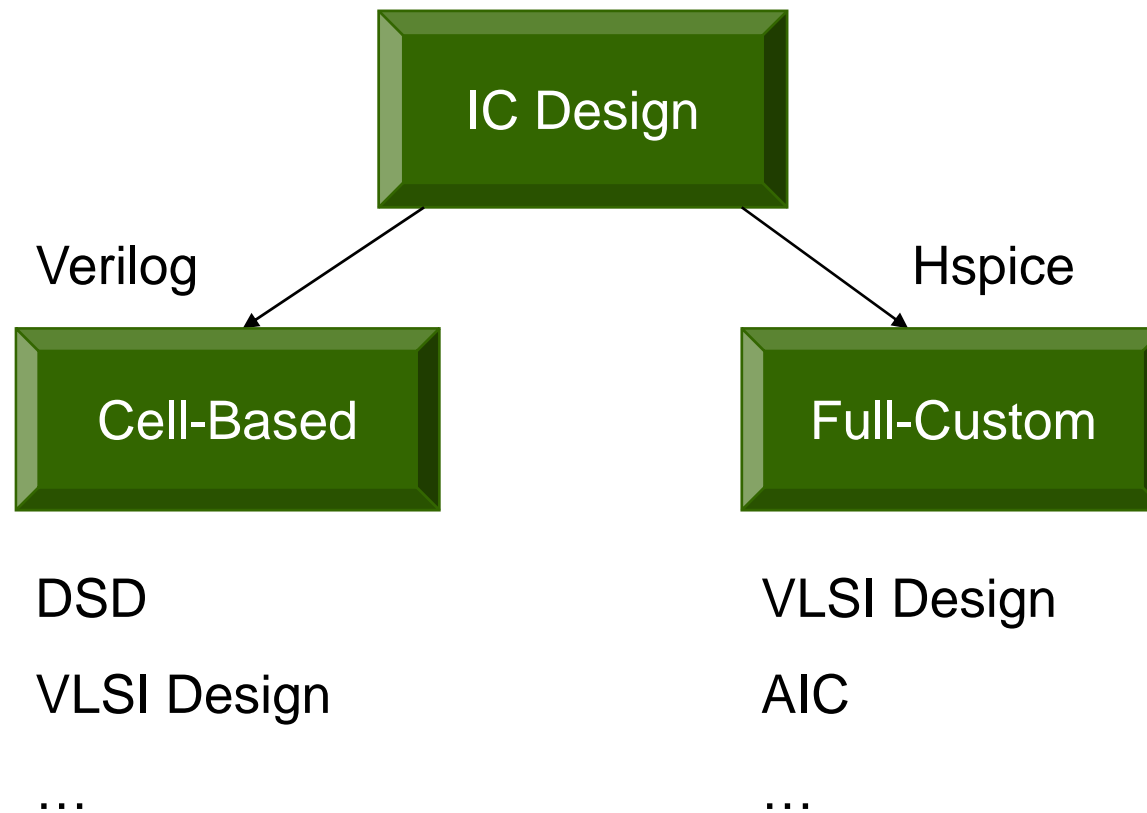 IC Design
Verilog
Hspice
Cell-Based
Full-Custom
DSD
VLSI Design
VLSI Design
AIC
…
…